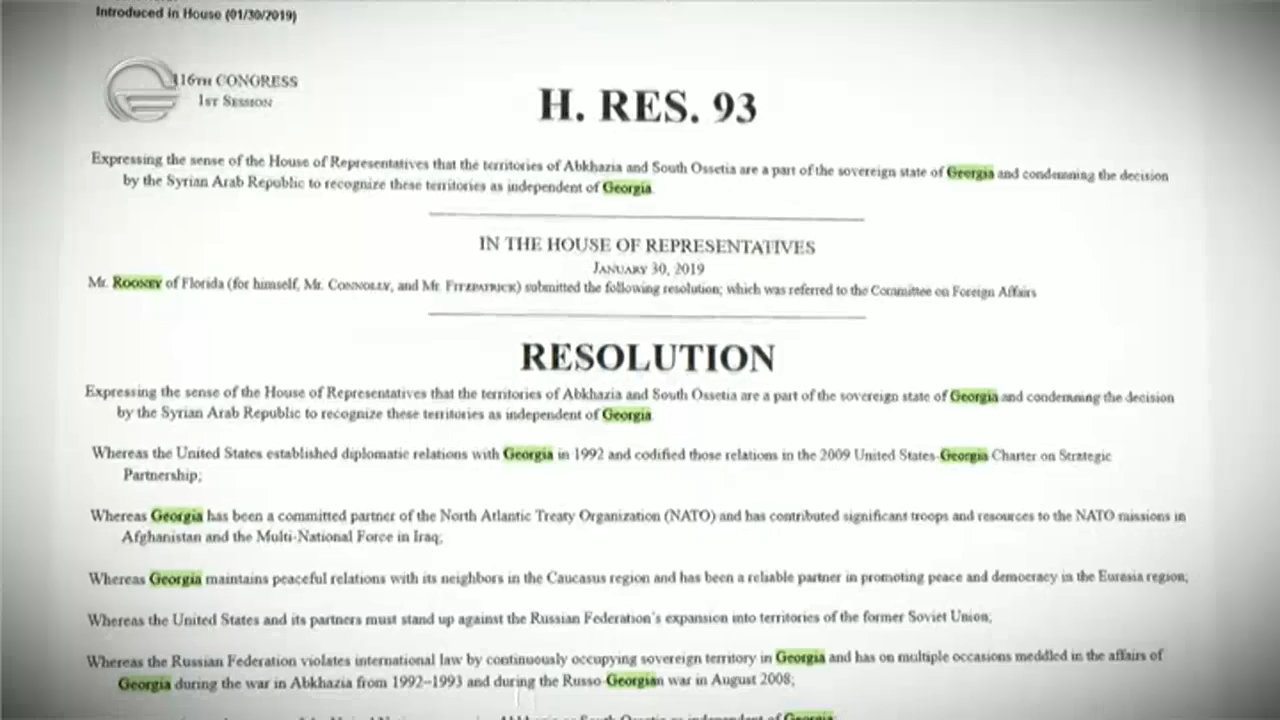 Introduced in House (01/30/2019)
116TH CONGRESS
1ST SESSION
H. RES. 93
Expressing the sense of the House of Representatives that the territories of Abkhazia and South Ossetia are a part of the sovereign state of Georgia and condemning the decision
by the Syrian Arab Republic to recognize these territories as independent of Georgia.
IN THE HOUSE OF REPRESENTATIVES
JANUARY 30, 2019
Mr. ROONEY of Florida (for himself, Mr. CONNOLLY, and Mr. FITZPATRICK) submitted the following resolution; which was referred to the Committee on Foreign Affairs
RESOLUTION
Expressing the sense of the House of Representatives that the territories of Abkhazia and South Ossetia are a part of the sovereign state of Georgia and condemning the decision
by the Syrian Arab Republic to recognize these territories as independent of Georgia.
Whereas the United States established diplomatic relations with Georgia in 1992 and codified those relations in the 2009 United States-Georgia Charter on Strategic
Partnership;
Whereas Georgia has been a committed partner of the North Atlantic Treaty Organization (NATO) and has contributed significant troops and resources to the NATO missions in
Afghanistan and the Multi-National Force in Iraq;
Whereas Georgia maintains peaceful relations with its neighbors in the Caucasus region and has been a reliable partner in promoting peace and democracy in the Eurasia region;
Whereas the United States and its partners must stand up against the Russian Federation's expansion into territories of the former Soviet Union;
Whereas the Russian Federation violates international law by continuously occupying sovereign territory in Georgia and has on multiple occasions meddled in the affairs of
Georgia during the war in Abkhazia from 1992–1993 and during the Russo-Georgian war in August 2008;
as independent of Georgia